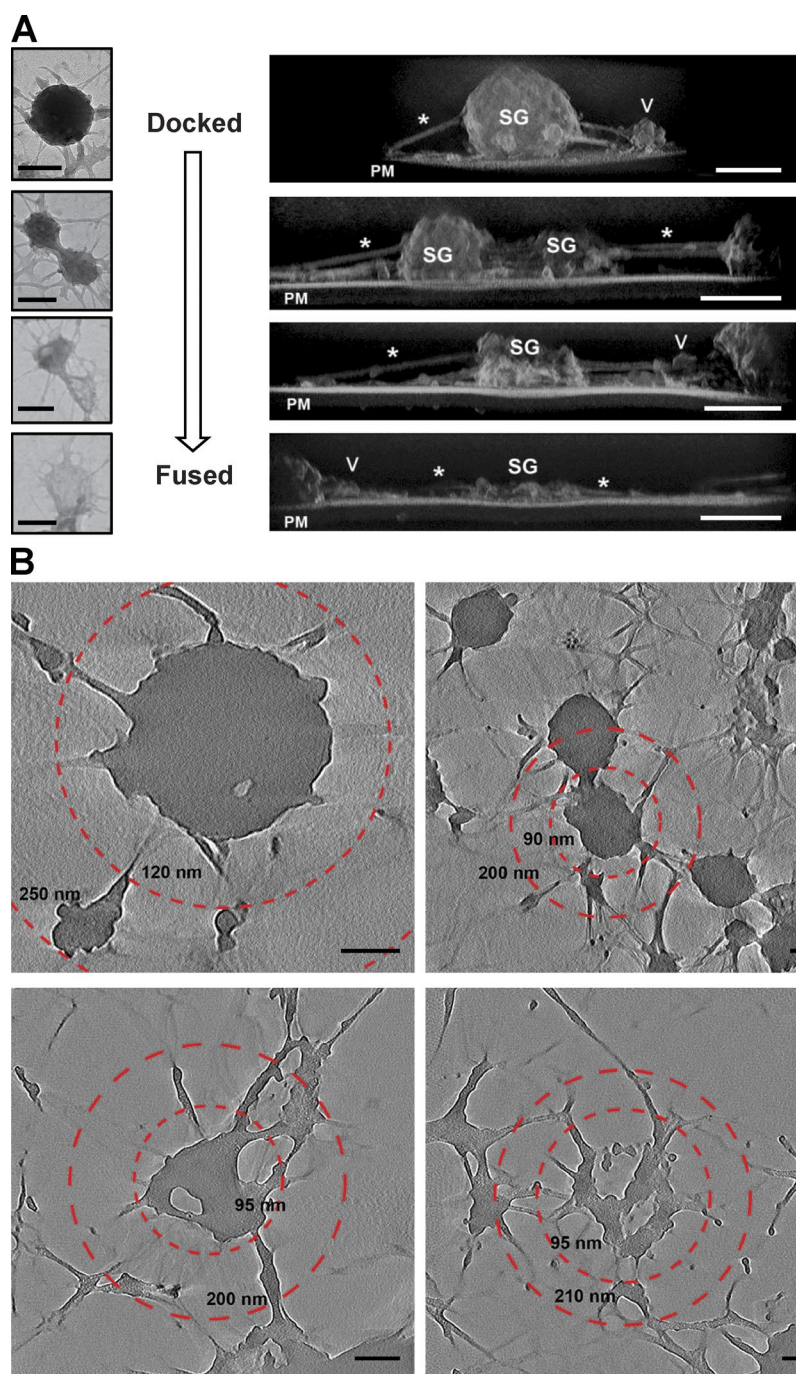 A
Docked
Fused
* SG V
PM
* SG SG *
PM
* SG V
PM
V * SG *
PM
B
120 nm
250 nm
90 nm
200 nm
95 nm
200 nm
95 nm
210 nm